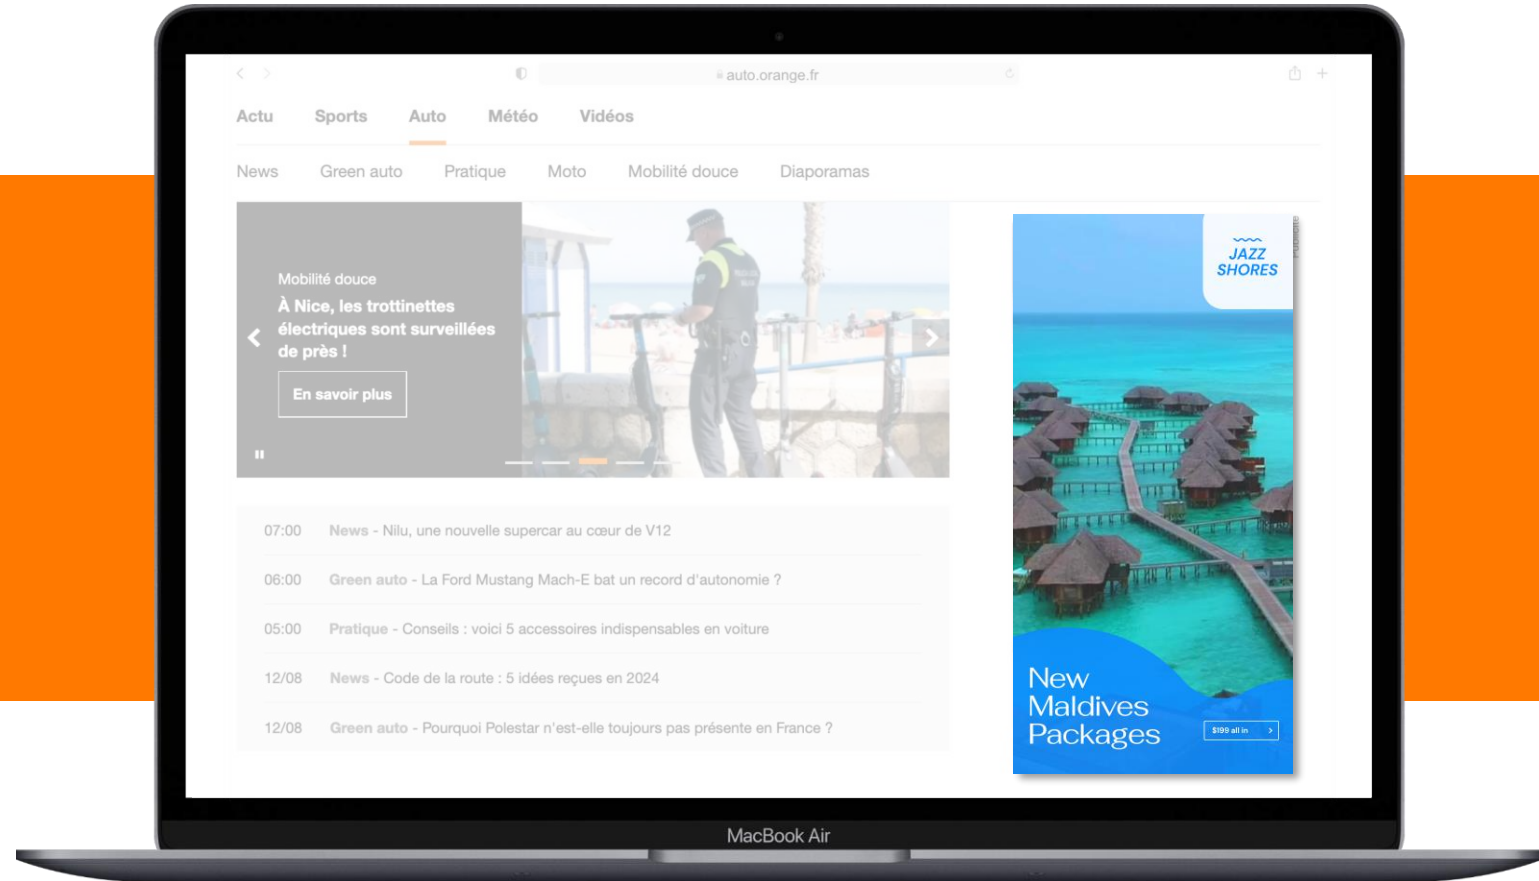 auto.orange.fr
Actu Sports Auto Météo Vidéos
News Green auto Pratique Moto Mobilité douce Diaporamas
Mobilité douce
À Nice, les trottinettes
électriques sont surveillées
de près !
En savoir plus
Publicité
JAZZ
SHORES
New
Maldives
Packages
$199 all in >
07:00 News - Nilu, une nouvelle supercar au cœur de V12
06:00 Green auto - La Ford Mustang Mach-E bat un record d'autonomie ?
05:00 Pratique - Conseils : voici 5 accessoires indispensables en voiture
12/08 News - Code de la route : 5 idées reçues en 2024
12/08 Green auto - Pourquoi Polestar n'est-elle toujours pas présente en France ?
MacBook Air